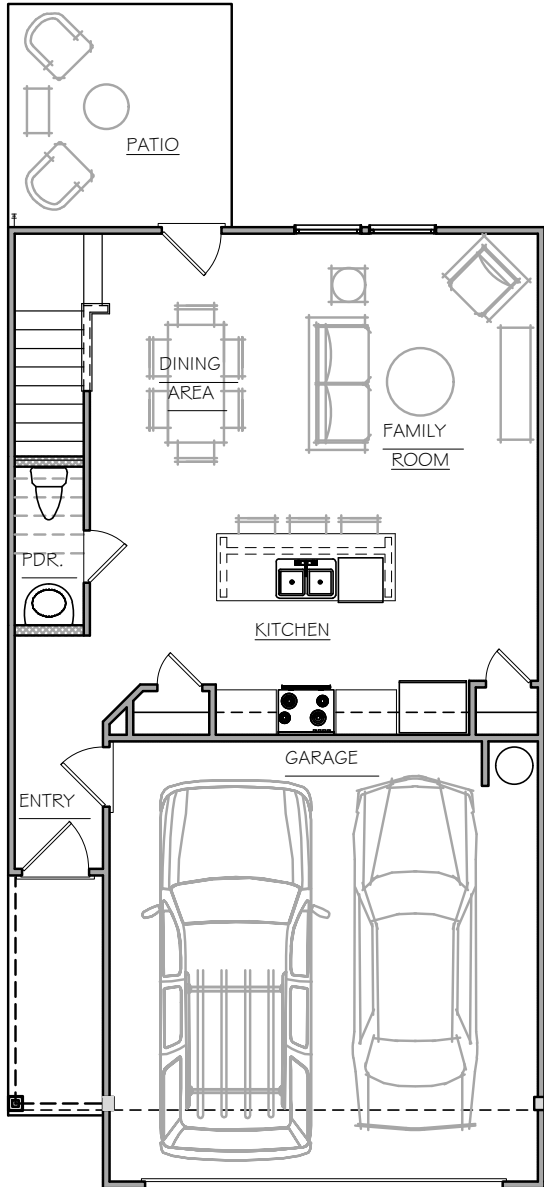 PATIO
DINING
AREA
FAMILY
ROOM
PDR.
KITCHEN
GARAGE
ENTRY